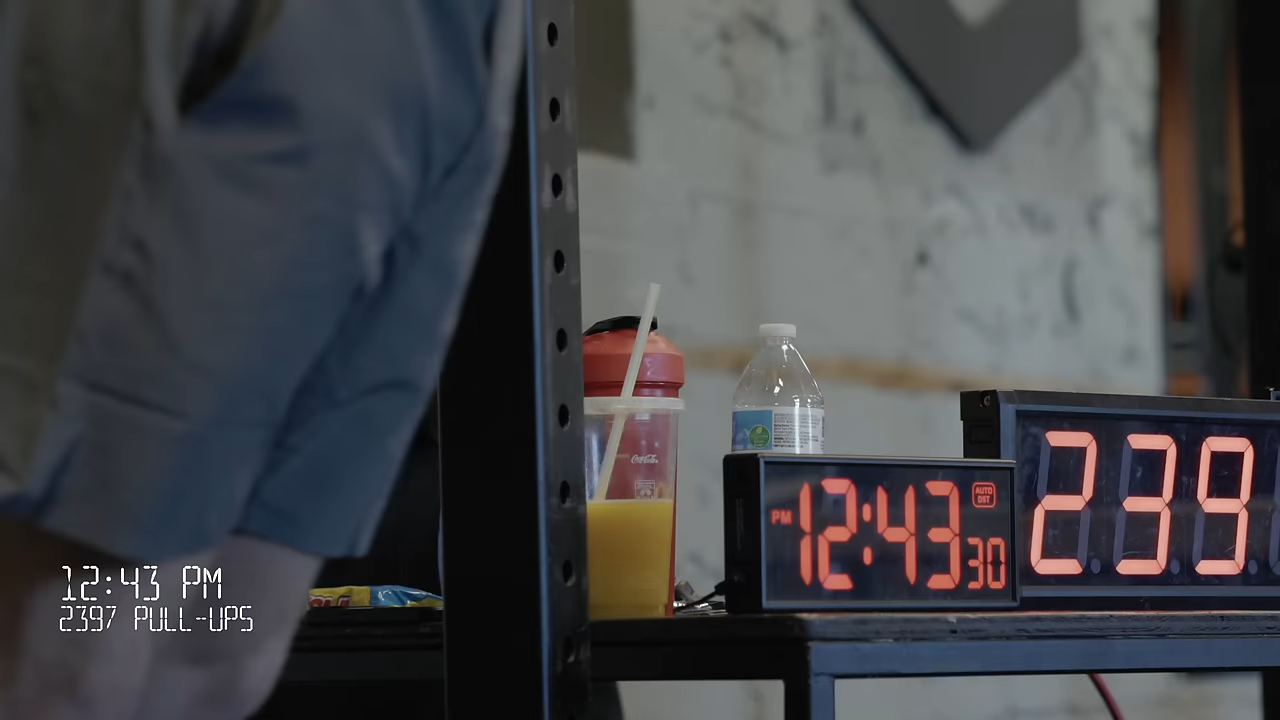 Coca-Cola
PM 12:43 30
AUTO
DST
239
12:43 PM
2397 PULL-UPS